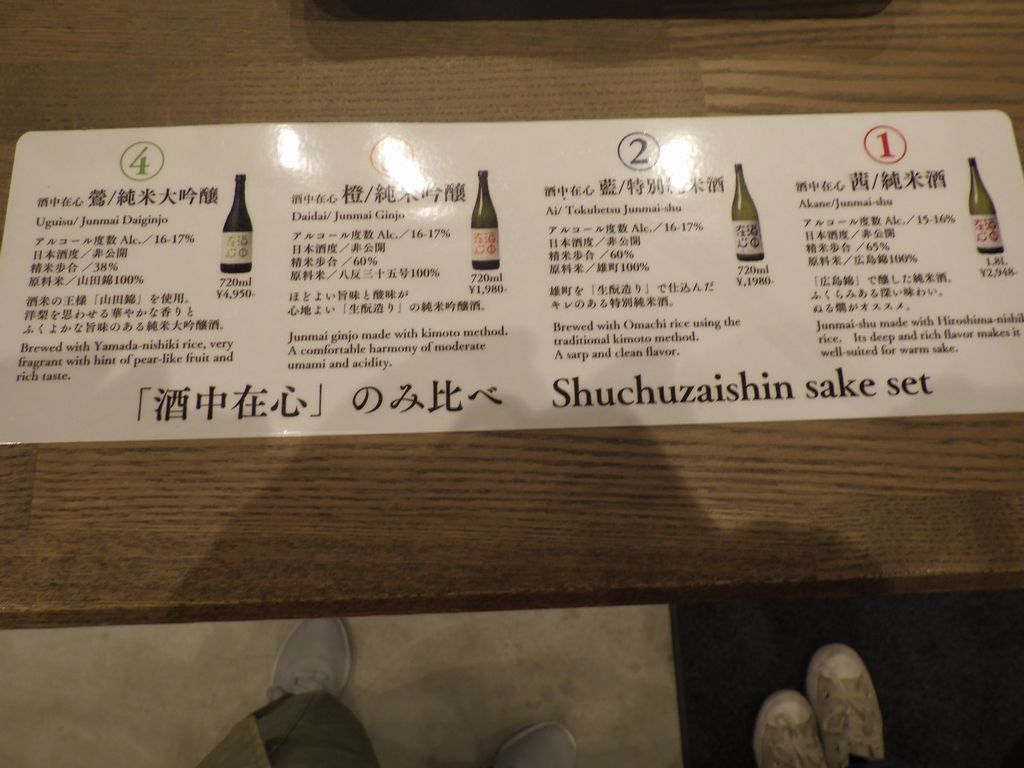 ④
酒中在心 鶯/純米大吟醸
Uguisu/ Junmai Daiginjo
アルコール度数 Alc.／16-17%
日本酒度／非公開
精米歩合／38%
原料米／山田錦100%
720ml
¥4,950-
酒米の王様「山田錦」を使用。
洋梨を思わせる華やかな香りと
ふくよかな旨味のある純米大吟醸酒。
Brewed with Yamada-nishiki rice, very
fragrant with hint of pear-like fruit and
rich taste.
酒中在心 橙/純米吟醸
Daidai/ Junmai Ginjo
アルコール度数 Alc.／16-17%
日本酒度／非公開
精米歩合／60%
原料米／八反三十五号100%
720ml
¥1,980-
ほどよい旨味と酸味が
心地よい「生酛造り」の純米吟醸酒。
Junmai ginjo made with kimoto method.
A comfortable harmony of moderate
umami and acidity.
②
酒中在心 藍/特別純米酒
Ai/ Tokubetsu Junmai-shu
アルコール度数 Alc.／16-17%
日本酒度／非公開
精米歩合／60%
原料米／雄町100%
720ml
¥,1980-
雄町を「生酛造り」で仕込んだ
キレのある特別純米酒。
Brewed with Omachi rice using the
traditional kimoto method.
A sarp and clean flavor.
①
酒中在心 茜/純米酒
Akane/Junmai-shu
アルコール度数 Alc.／15-16%
日本酒度／非公開
精米歩合／65%
原料米／広島錦100%
1.8L
¥2,948-
「広島錦」で醸した純米酒。
ふくらみある深い味わい。
ぬる燗がオススメ。
Junmai-shu made with Hiroshima-nishiki
rice. Its deep and rich flavor makes it
well-suited for warm sake.
「酒中在心」のみ比べ Shuchuzaishin sake set